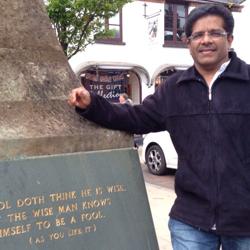 THE GIFT
Collection
OL DOTH THINK HE IS WISE,
THE WISE MAN KNOWS
IMSELF TO BE A FOOL.
(AS YOU LIKE IT)